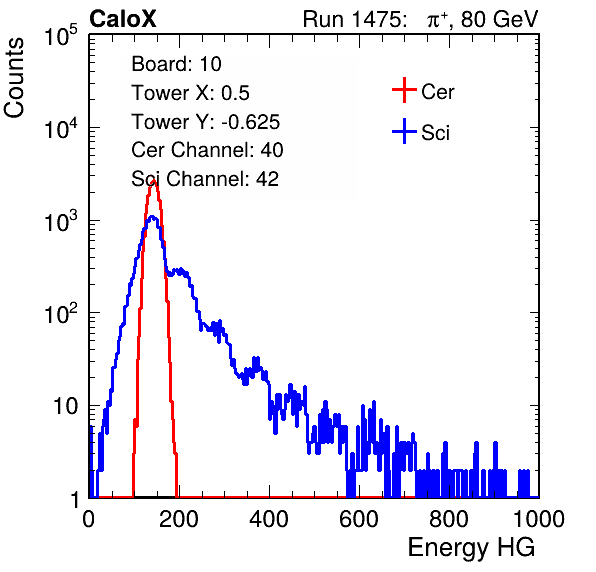 CaloX Run 1475: π⁺, 80 GeV
Counts
Board: 10
Tower X: 0.5
Tower Y: -0.625
Cer Channel: 40
Sci Channel: 42
Cer
Sci
10⁵
10⁴
10³
10²
10
1
0 200 400 600 800 1000
Energy HG